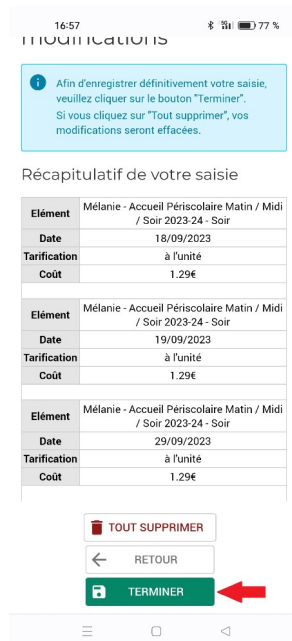 16:57
77 %
modifications
Afin d'enregistrer définitivement votre saisie,
veuillez cliquer sur le bouton "Terminer".
Si vous cliquez sur "Tout supprimer", vos
modifications seront effacées.
Récapitulatif de votre saisie
Elément Mélanie - Accueil Périscolaire Matin / Midi
/ Soir 2023-24 - Soir
Date 18/09/2023
Tarification à l'unité
Coût 1.29€
Elément Mélanie - Accueil Périscolaire Matin / Midi
/ Soir 2023-24 - Soir
Date 19/09/2023
Tarification à l'unité
Coût 1.29€
Elément Mélanie - Accueil Périscolaire Matin / Midi
/ Soir 2023-24 - Soir
Date 29/09/2023
Tarification à l'unité
Coût 1.29€
TOUT SUPPRIMER
RETOUR
TERMINER